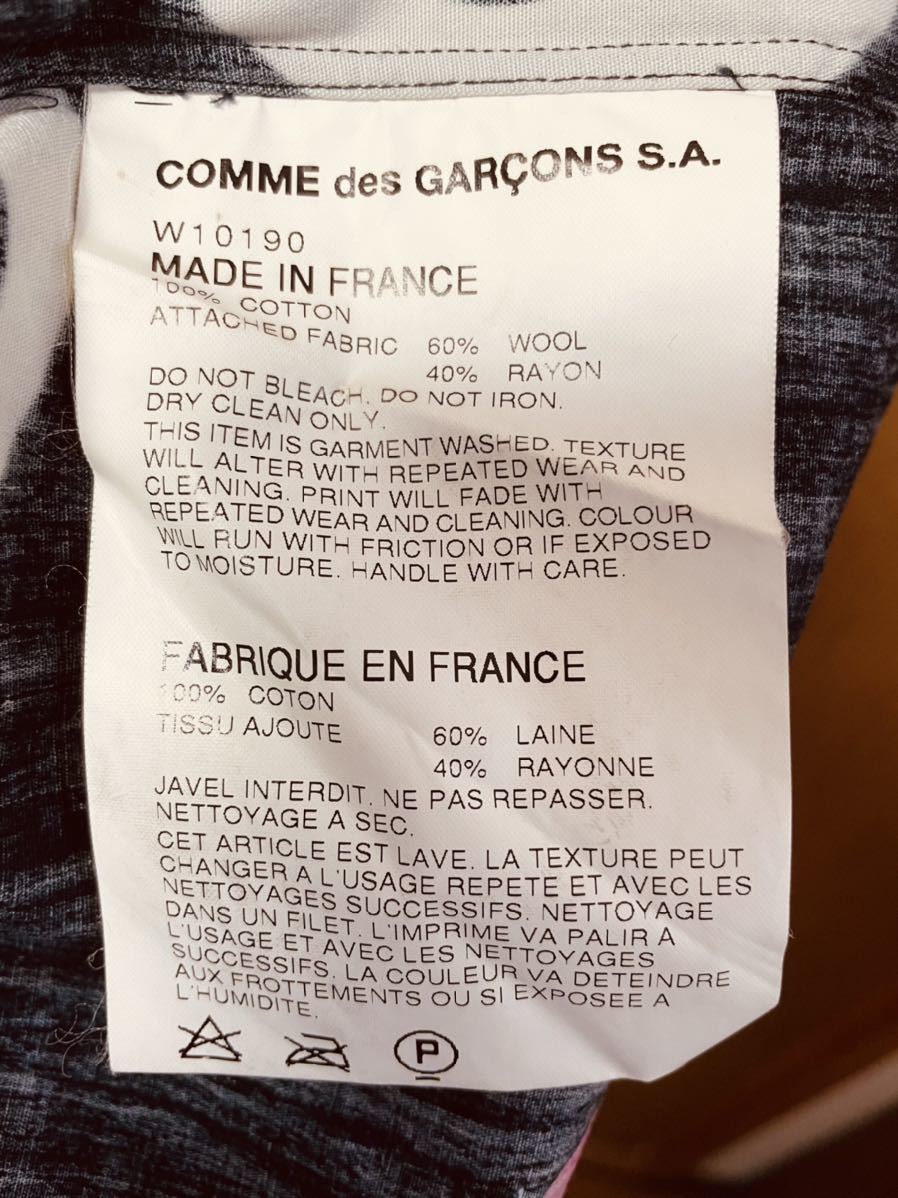 COMME des GARÇONS S.A.
W10190
MADE IN FRANCE
100% COTTON
ATTACHED FABRIC 60% WOOL
40% RAYON
DO NOT BLEACH. DO NOT IRON.
DRY CLEAN ONLY.
THIS ITEM IS GARMENT WASHED. TEXTURE
WILL ALTER WITH REPEATED WEAR AND
CLEANING. PRINT WILL FADE WITH
REPEATED WEAR AND CLEANING. COLOUR
WILL RUN WITH FRICTION OR IF EXPOSED
TO MOISTURE. HANDLE WITH CARE.
FABRIQUE EN FRANCE
100% COTON
TISSU AJOUTE 60% LAINE
40% RAYONNE
JAVEL INTERDIT. NE PAS REPASSER.
NETTOYAGE A SEC.
CET ARTICLE EST LAVE. LA TEXTURE PEUT
CHANGER A L'USAGE REPETE ET AVEC LES
NETTOYAGES SUCCESSIFS. NETTOYAGE
DANS UN FILET. L'IMPRIME VA PALIR A
L'USAGE ET AVEC LES NETTOYAGES
SUCCESSIFS. LA COULEUR VA DETEINDRE
AUX FROTTEMENTS OU SI EXPOSEE A
L'HUMIDITE.
P